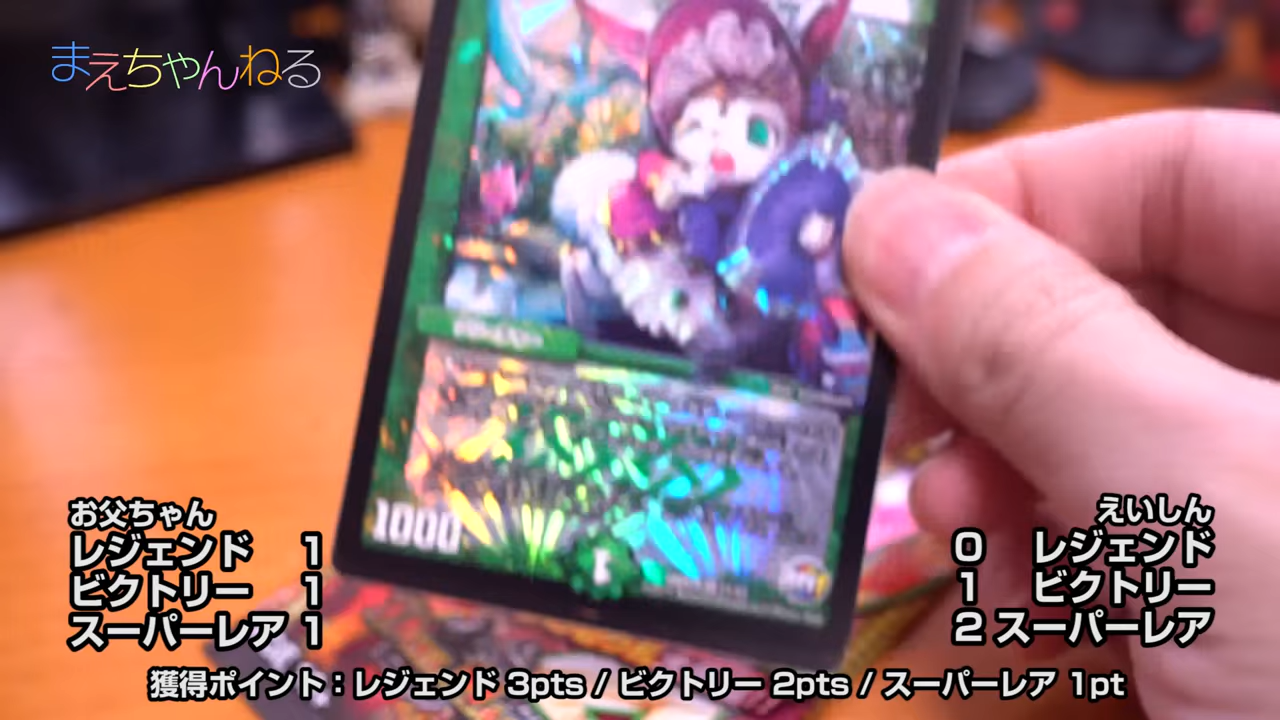 まえちゃんねる
お父ちゃん
レジェンド 1
ビクトリー 1
スーパーレア 1
えいしん
0 レジェンド
1 ビクトリー
2 スーパーレア
1000
獲得ポイント：レジェンド 3pts / ビクトリー 2pts / スーパーレア 1pt